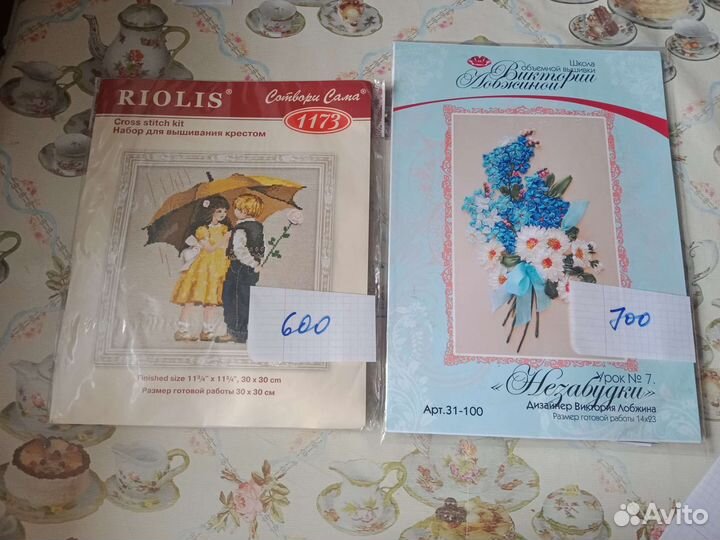 RIOLIS®
Сотвори Сама®
1173
Cross stitch kit
Набор для вышивания крестом
600
Finished size 11¾" x 11¾", 30 x 30 cm
Размер готовой работы 30 x 30 см
Школа
объемной вышивки
Виктории
Лобжиной
700
Урок № 7.
«Незабудки»
Арт.31-100
Дизайнер Виктория Лобжина
Размер готовой работы 14x23
Avito